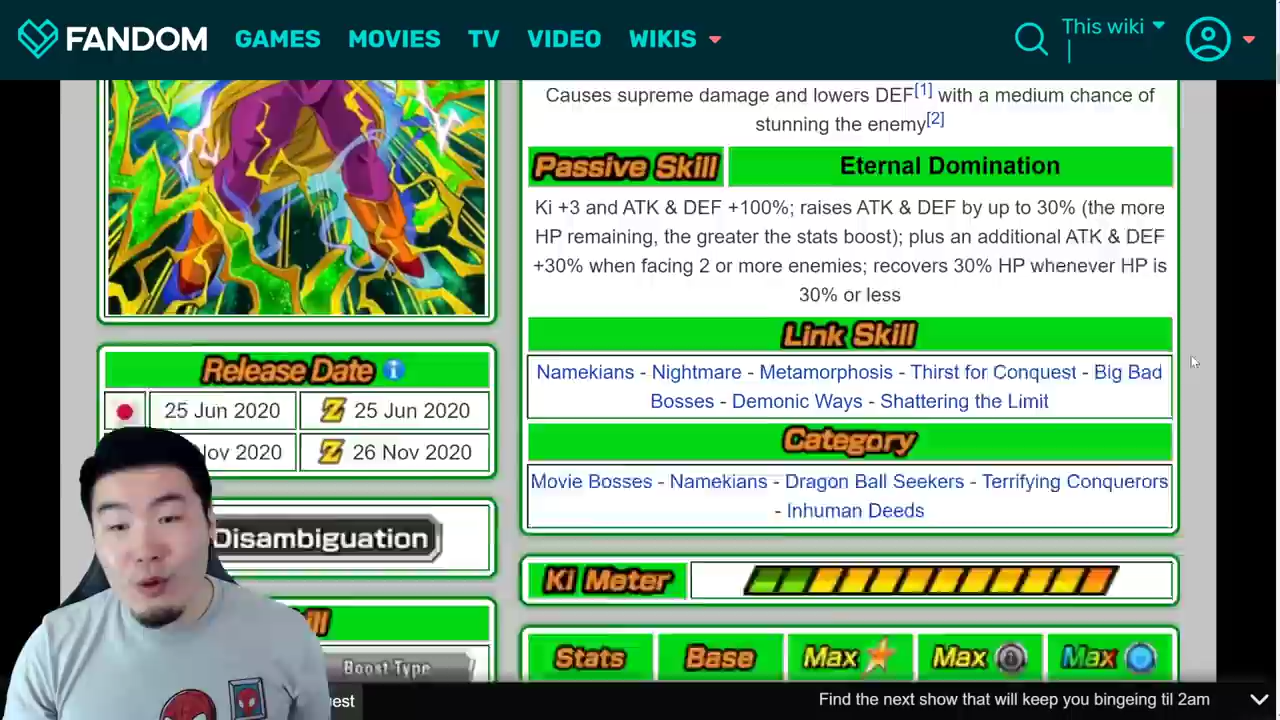 FANDOM GAMES MOVIES TV VIDEO WIKIS This wiki
Causes supreme damage and lowers DEF[1] with a medium chance of
stunning the enemy[2]
Passive Skill Eternal Domination
Ki +3 and ATK & DEF +100%; raises ATK & DEF by up to 30% (the more
HP remaining, the greater the stats boost); plus an additional ATK & DEF
+30% when facing 2 or more enemies; recovers 30% HP whenever HP is
30% or less
Link Skill
Namekians - Nightmare - Metamorphosis - Thirst for Conquest - Big Bad
Bosses - Demonic Ways - Shattering the Limit
Category
Movie Bosses - Namekians - Dragon Ball Seekers - Terrifying Conquerors
- Inhuman Deeds
Ki Meter
Stats Base Max Max Max
Release Date i
25 Jun 2020 Z 25 Jun 2020
Nov 2020 Z 26 Nov 2020
Disambiguation
Boost Type
Find the next show that will keep you bingeing til 2am